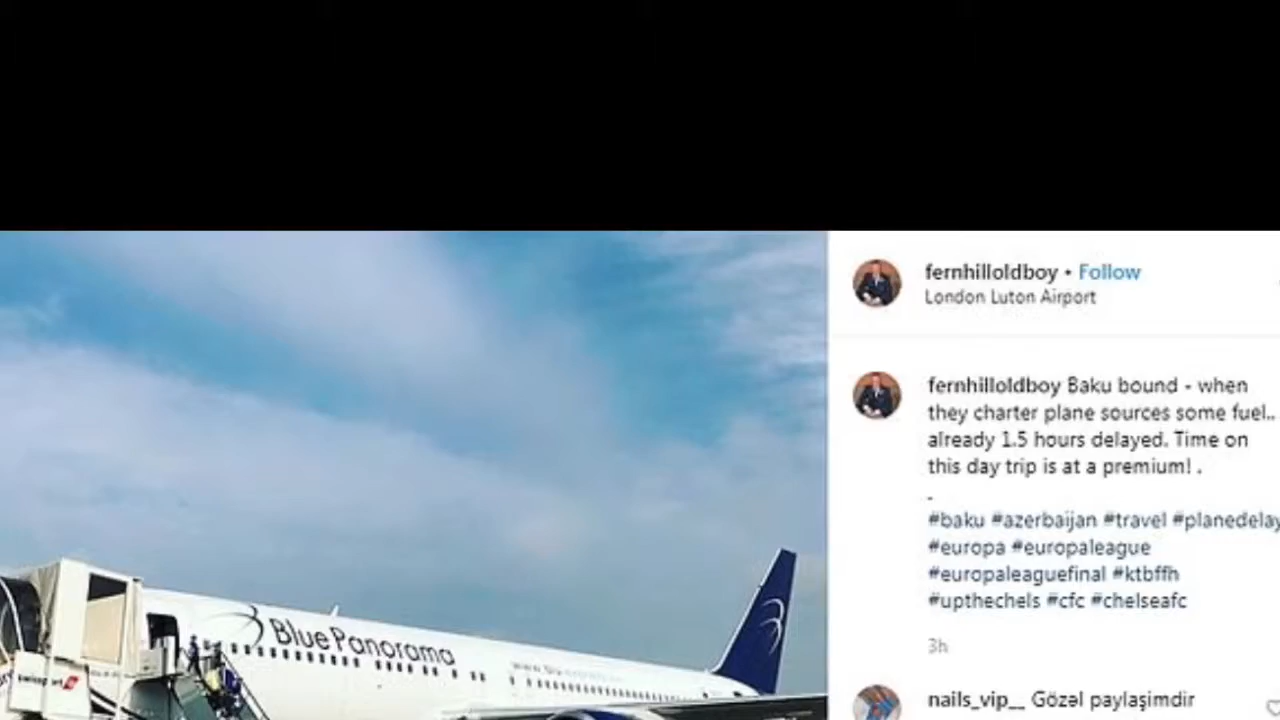 fernhilloldboy • Follow
London Luton Airport
fernhilloldboy Baku bound - when
they charter plane sources some fuel..
already 1.5 hours delayed. Time on
this day trip is at a premium! .
.
#baku #azerbaijan #travel #planedelay
#europa #europaleague
#europaleaguefinal #ktbffh
#upthechels #cfc #chelseafc
3h
nails_vip__ Gözəl paylaşimdir
Blue Panorama
swissport